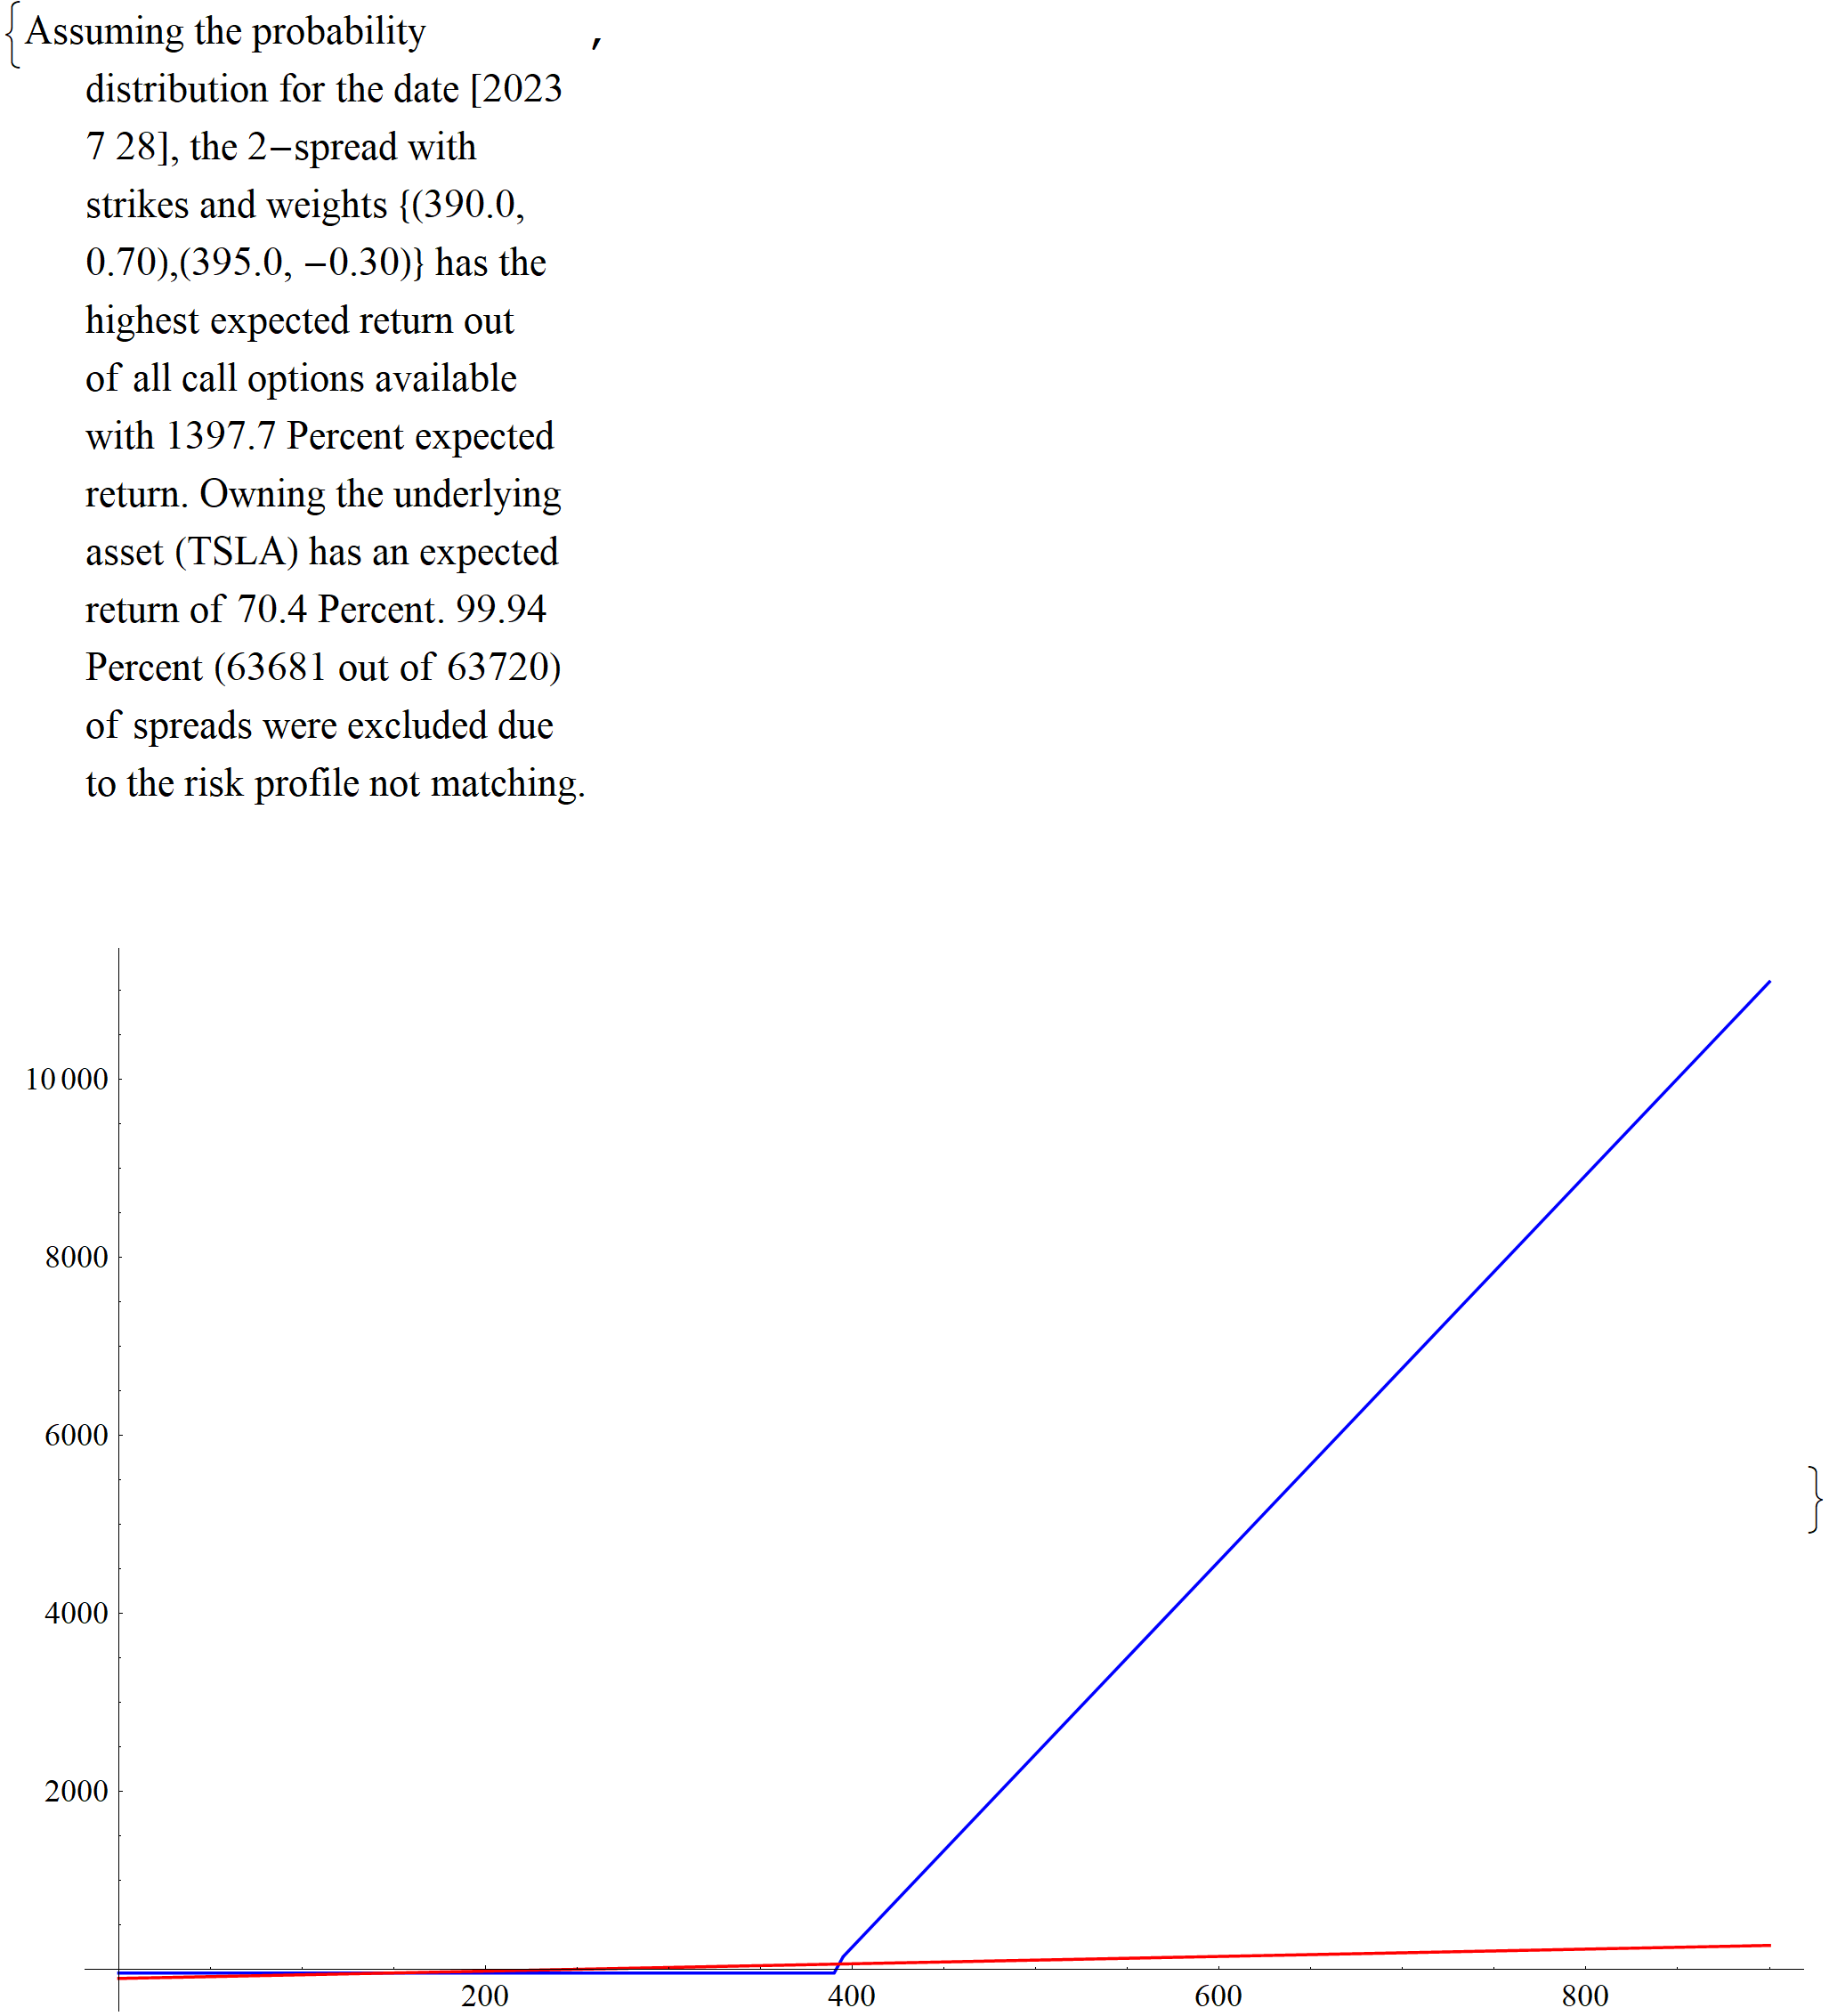 {Assuming the probability ,
distribution for the date [2023
7 28], the 2−spread with
strikes and weights {(390.0,
0.70),(395.0, −0.30)} has the
highest expected return out
of all call options available
with 1397.7 Percent expected
return. Owning the underlying
asset (TSLA) has an expected
return of 70.4 Percent. 99.94
Percent (63681 out of 63720)
of spreads were excluded due
to the risk profile not matching.
10 000
8000
6000
}
4000
2000
200 400 600 800